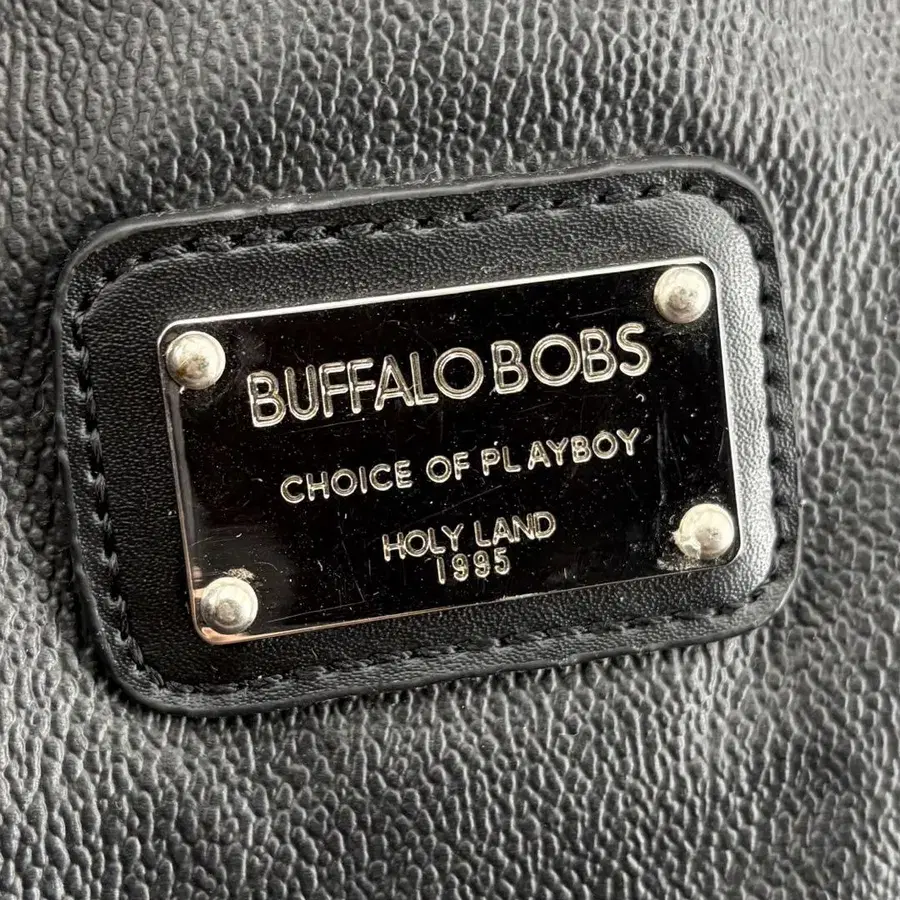 BUFFALO BOBS
CHOICE OF PLAYBOY
HOLY LAND
1995